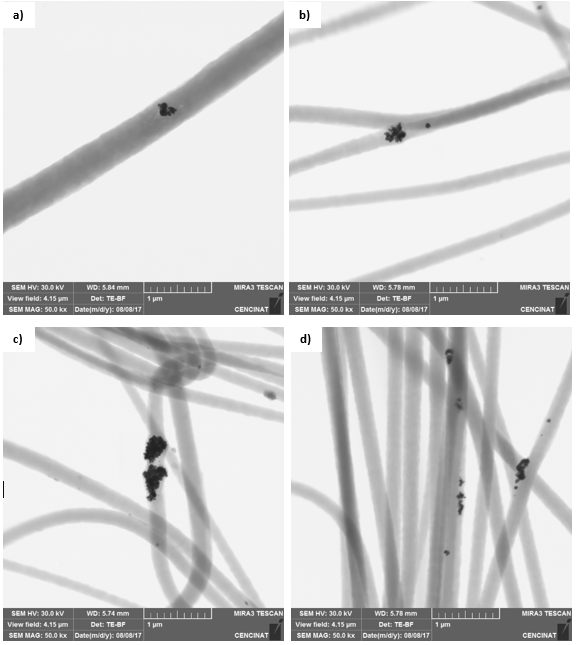 a)
SEM HV: 30.0 kV WD: 5.84 mm MIRA3 TESCAN
View field: 4.15 µm Det: TE-BF 1 µm
SEM MAG: 50.0 kx Date(m/d/y): 08/08/17 CENCINAT
b)
SEM HV: 30.0 kV WD: 5.78 mm MIRA3 TESCAN
View field: 4.15 µm Det: TE-BF 1 µm
SEM MAG: 50.0 kx Date(m/d/y): 08/08/17 CENCINAT
c)
SEM HV: 30.0 kV WD: 5.74 mm MIRA3 TESCAN
View field: 4.15 µm Det: TE-BF 1 µm
SEM MAG: 50.0 kx Date(m/d/y): 08/08/17 CENCINAT
d)
SEM HV: 30.0 kV WD: 5.78 mm MIRA3 TESCAN
View field: 4.15 µm Det: TE-BF 1 µm
SEM MAG: 50.0 kx Date(m/d/y): 08/08/17 CENCINAT